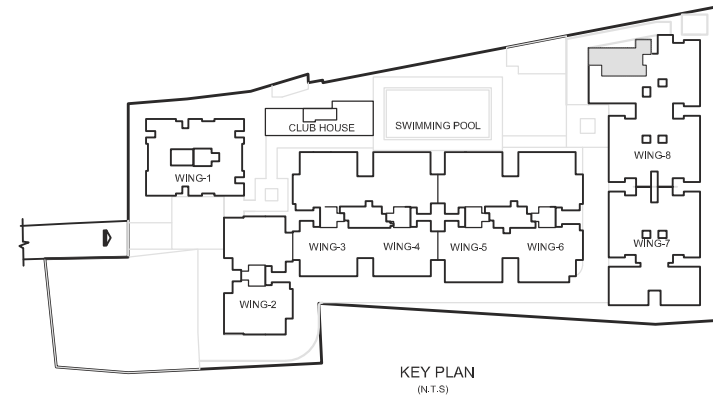 CLUB HOUSE
SWIMMING POOL
WING-1
WING-8
WING-3
WING-4
WING-5
WING-6
WING-7
WING-2
KEY PLAN
(N.T.S)